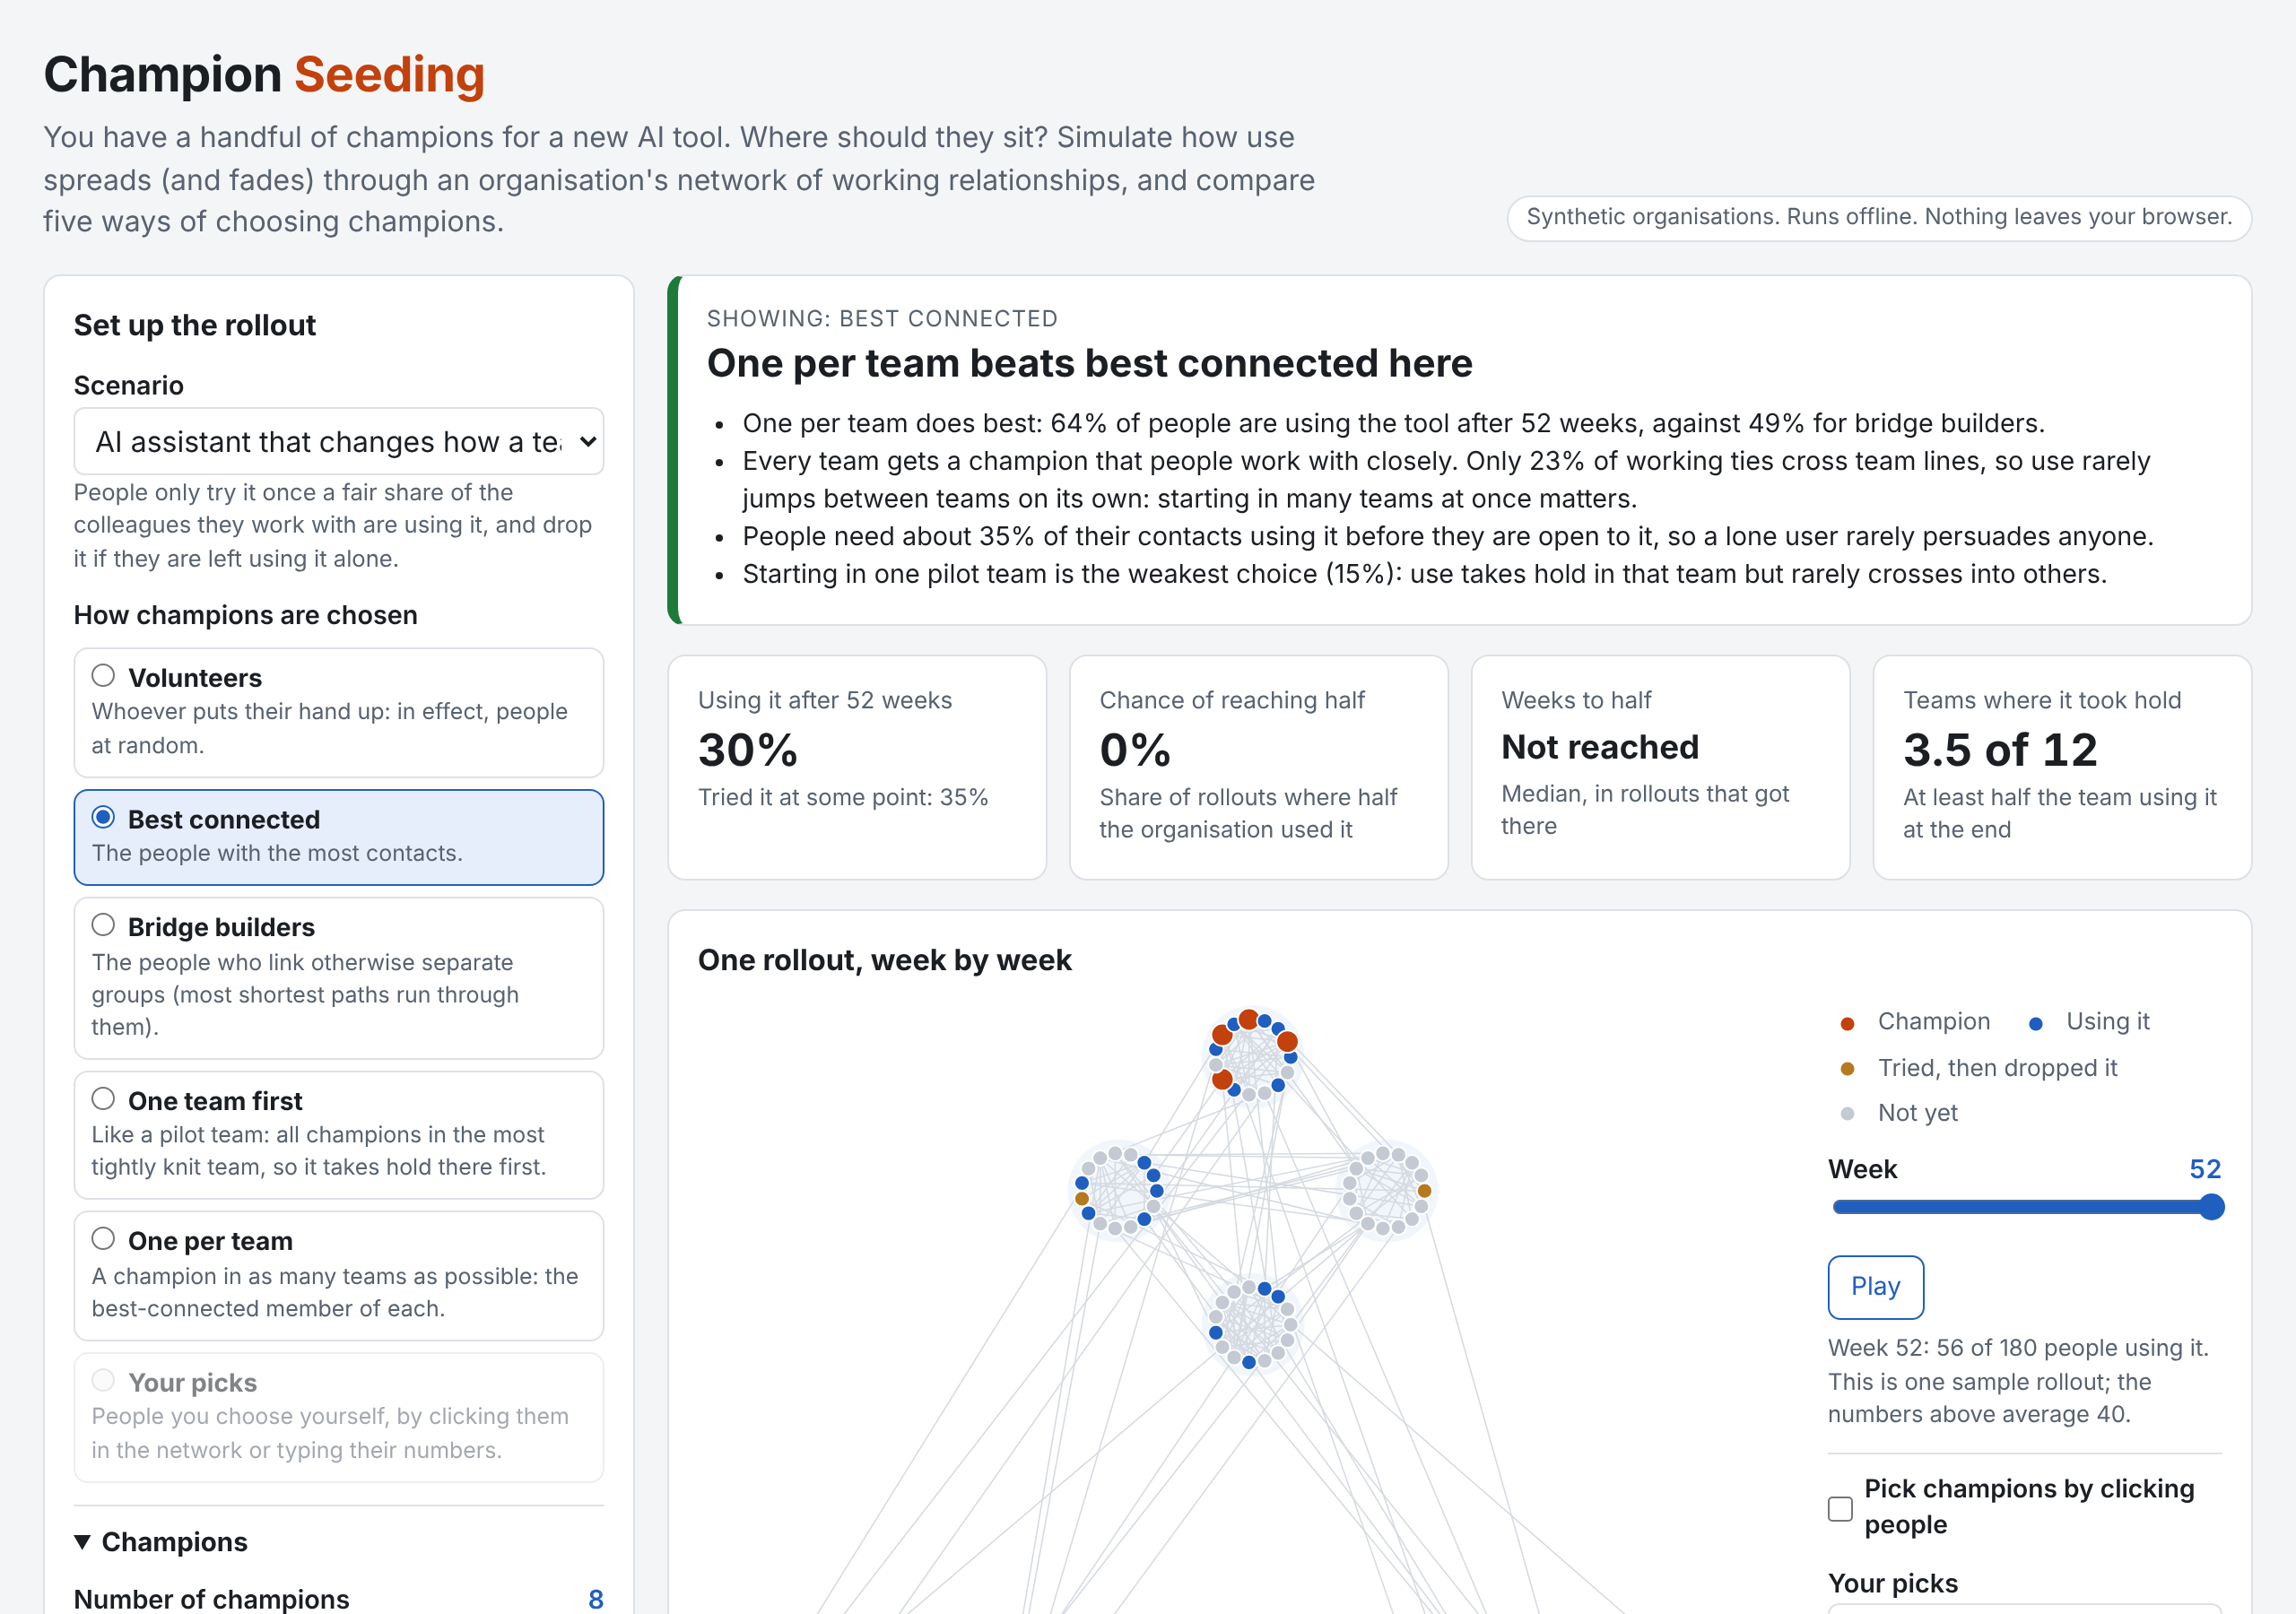 Champion Seeding
You have a handful of champions for a new AI tool. Where should they sit? Simulate how use
spreads (and fades) through an organisation's network of working relationships, and compare
five ways of choosing champions.
Synthetic organisations. Runs offline. Nothing leaves your browser.
Set up the rollout
Scenario
AI assistant that changes how a tea
People only try it once a fair share of the
colleagues they work with are using it, and drop
it if they are left using it alone.
How champions are chosen
Volunteers
Whoever puts their hand up: in effect, people
at random.
Best connected
The people with the most contacts.
Bridge builders
The people who link otherwise separate
groups (most shortest paths run through
them).
One team first
Like a pilot team: all champions in the most
tightly knit team, so it takes hold there first.
One per team
A champion in as many teams as possible: the
best-connected member of each.
Your picks
People you choose yourself, by clicking them
in the network or typing their numbers.
Champions
Number of champions 8
SHOWING: BEST CONNECTED
One per team beats best connected here
One per team does best: 64% of people are using the tool after 52 weeks, against 49% for bridge builders.
Every team gets a champion that people work with closely. Only 23% of working ties cross team lines, so use rarely
jumps between teams on its own: starting in many teams at once matters.
People need about 35% of their contacts using it before they are open to it, so a lone user rarely persuades anyone.
Starting in one pilot team is the weakest choice (15%): use takes hold in that team but rarely crosses into others.
Using it after 52 weeks
30%
Tried it at some point: 35%
Chance of reaching half
0%
Share of rollouts where half
the organisation used it
Weeks to half
Not reached
Median, in rollouts that got
there
Teams where it took hold
3.5 of 12
At least half the team using it
at the end
One rollout, week by week
Champion Using it
Tried, then dropped it
Not yet
Week 52
Play
Week 52: 56 of 180 people using it.
This is one sample rollout; the
numbers above average 40.
Pick champions by clicking
people
Your picks